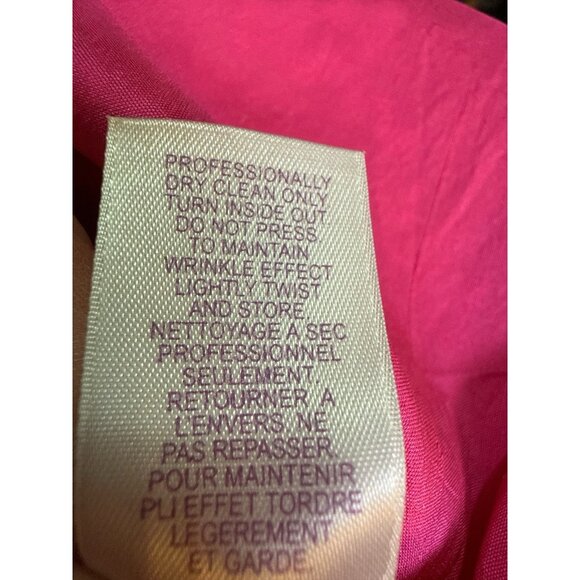 PROFESSIONALLY
DRY CLEAN ONLY
TURN INSIDE OUT
DO NOT PRESS
TO MAINTAIN
WRINKLE EFFECT
LIGHTLY TWIST
AND STORE
NETTOYAGE A SEC
PROFESSIONNEL
SEULEMENT.
RETOURNER A
L'ENVERS. NE
PAS REPASSER.
POUR MAINTENIR
PLI EFFET TORDRE
LEGEREMENT
ET GARDE.